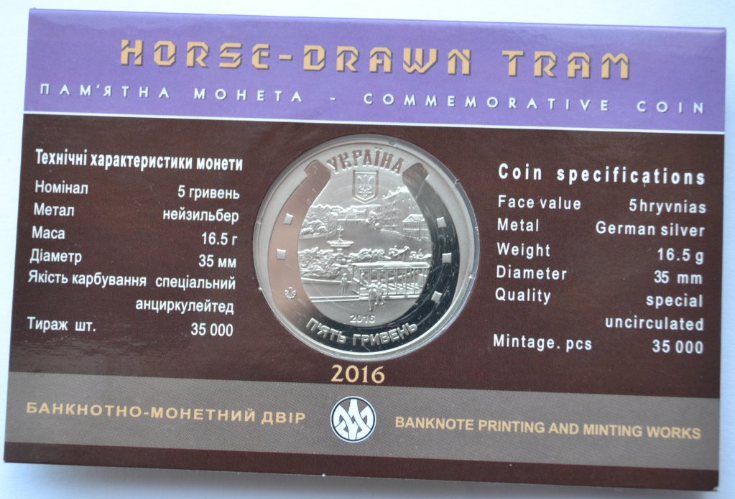 HORSE-DRAWN TRAM
ПАМ'ЯТНА МОНЕТА - COMMEMORATIVE COIN
Технічні характеристики монети
Номінал 5 гривень
Метал нейзильбер
Маса 16.5 г
Діаметр 35 мм
Якість карбування спеціальний
анциркулейтед
Тираж шт. 35 000
УКРАЇНА
2016
П'ЯТЬ ГРИВЕНЬ
Coin specifications
Face value 5hryvnias
Metal German silver
Weight 16.5 g
Diameter 35 mm
Quality special
uncirculated
Mintage. pcs 35 000
2016
БАНКНОТНО-МОНЕТНИЙ ДВІР
BANKNOTE PRINTING AND MINTING WORKS